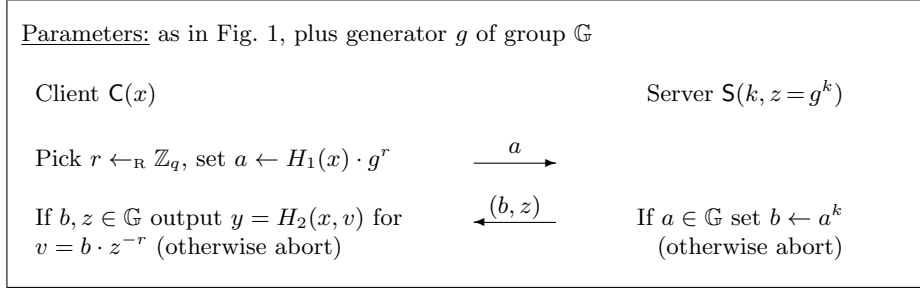 Parameters: as in Fig. 1, plus generator g of group 𝔾
Client C(x) Server S(k, z = g^k)
Pick r ←_R ℤ_q, set a ← H_1(x) · g^r a
If b, z ∈ 𝔾 output y = H_2(x, v) for (b, z) If a ∈ 𝔾 set b ← a^k
v = b · z^{−r} (otherwise abort) (otherwise abort)